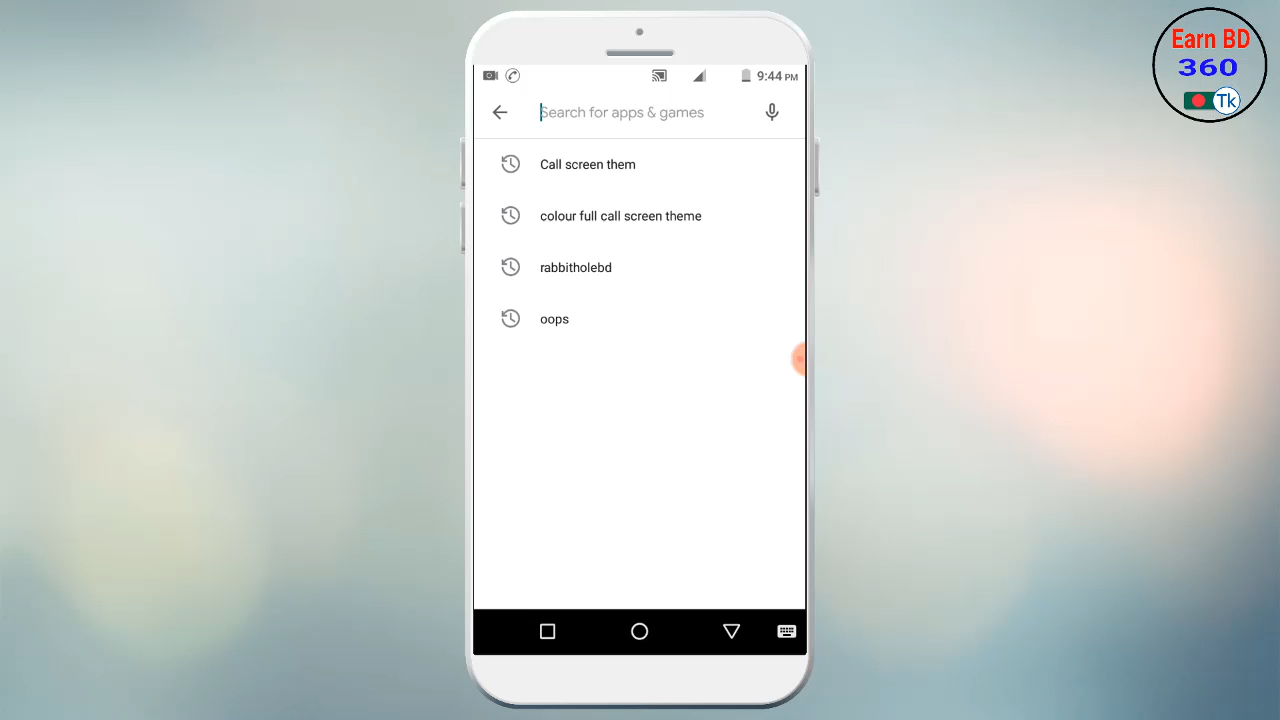 Earn BD
360
Tk
9:44 PM
Search for apps & games
Call screen them
colour full call screen theme
rabbitholebd
oops